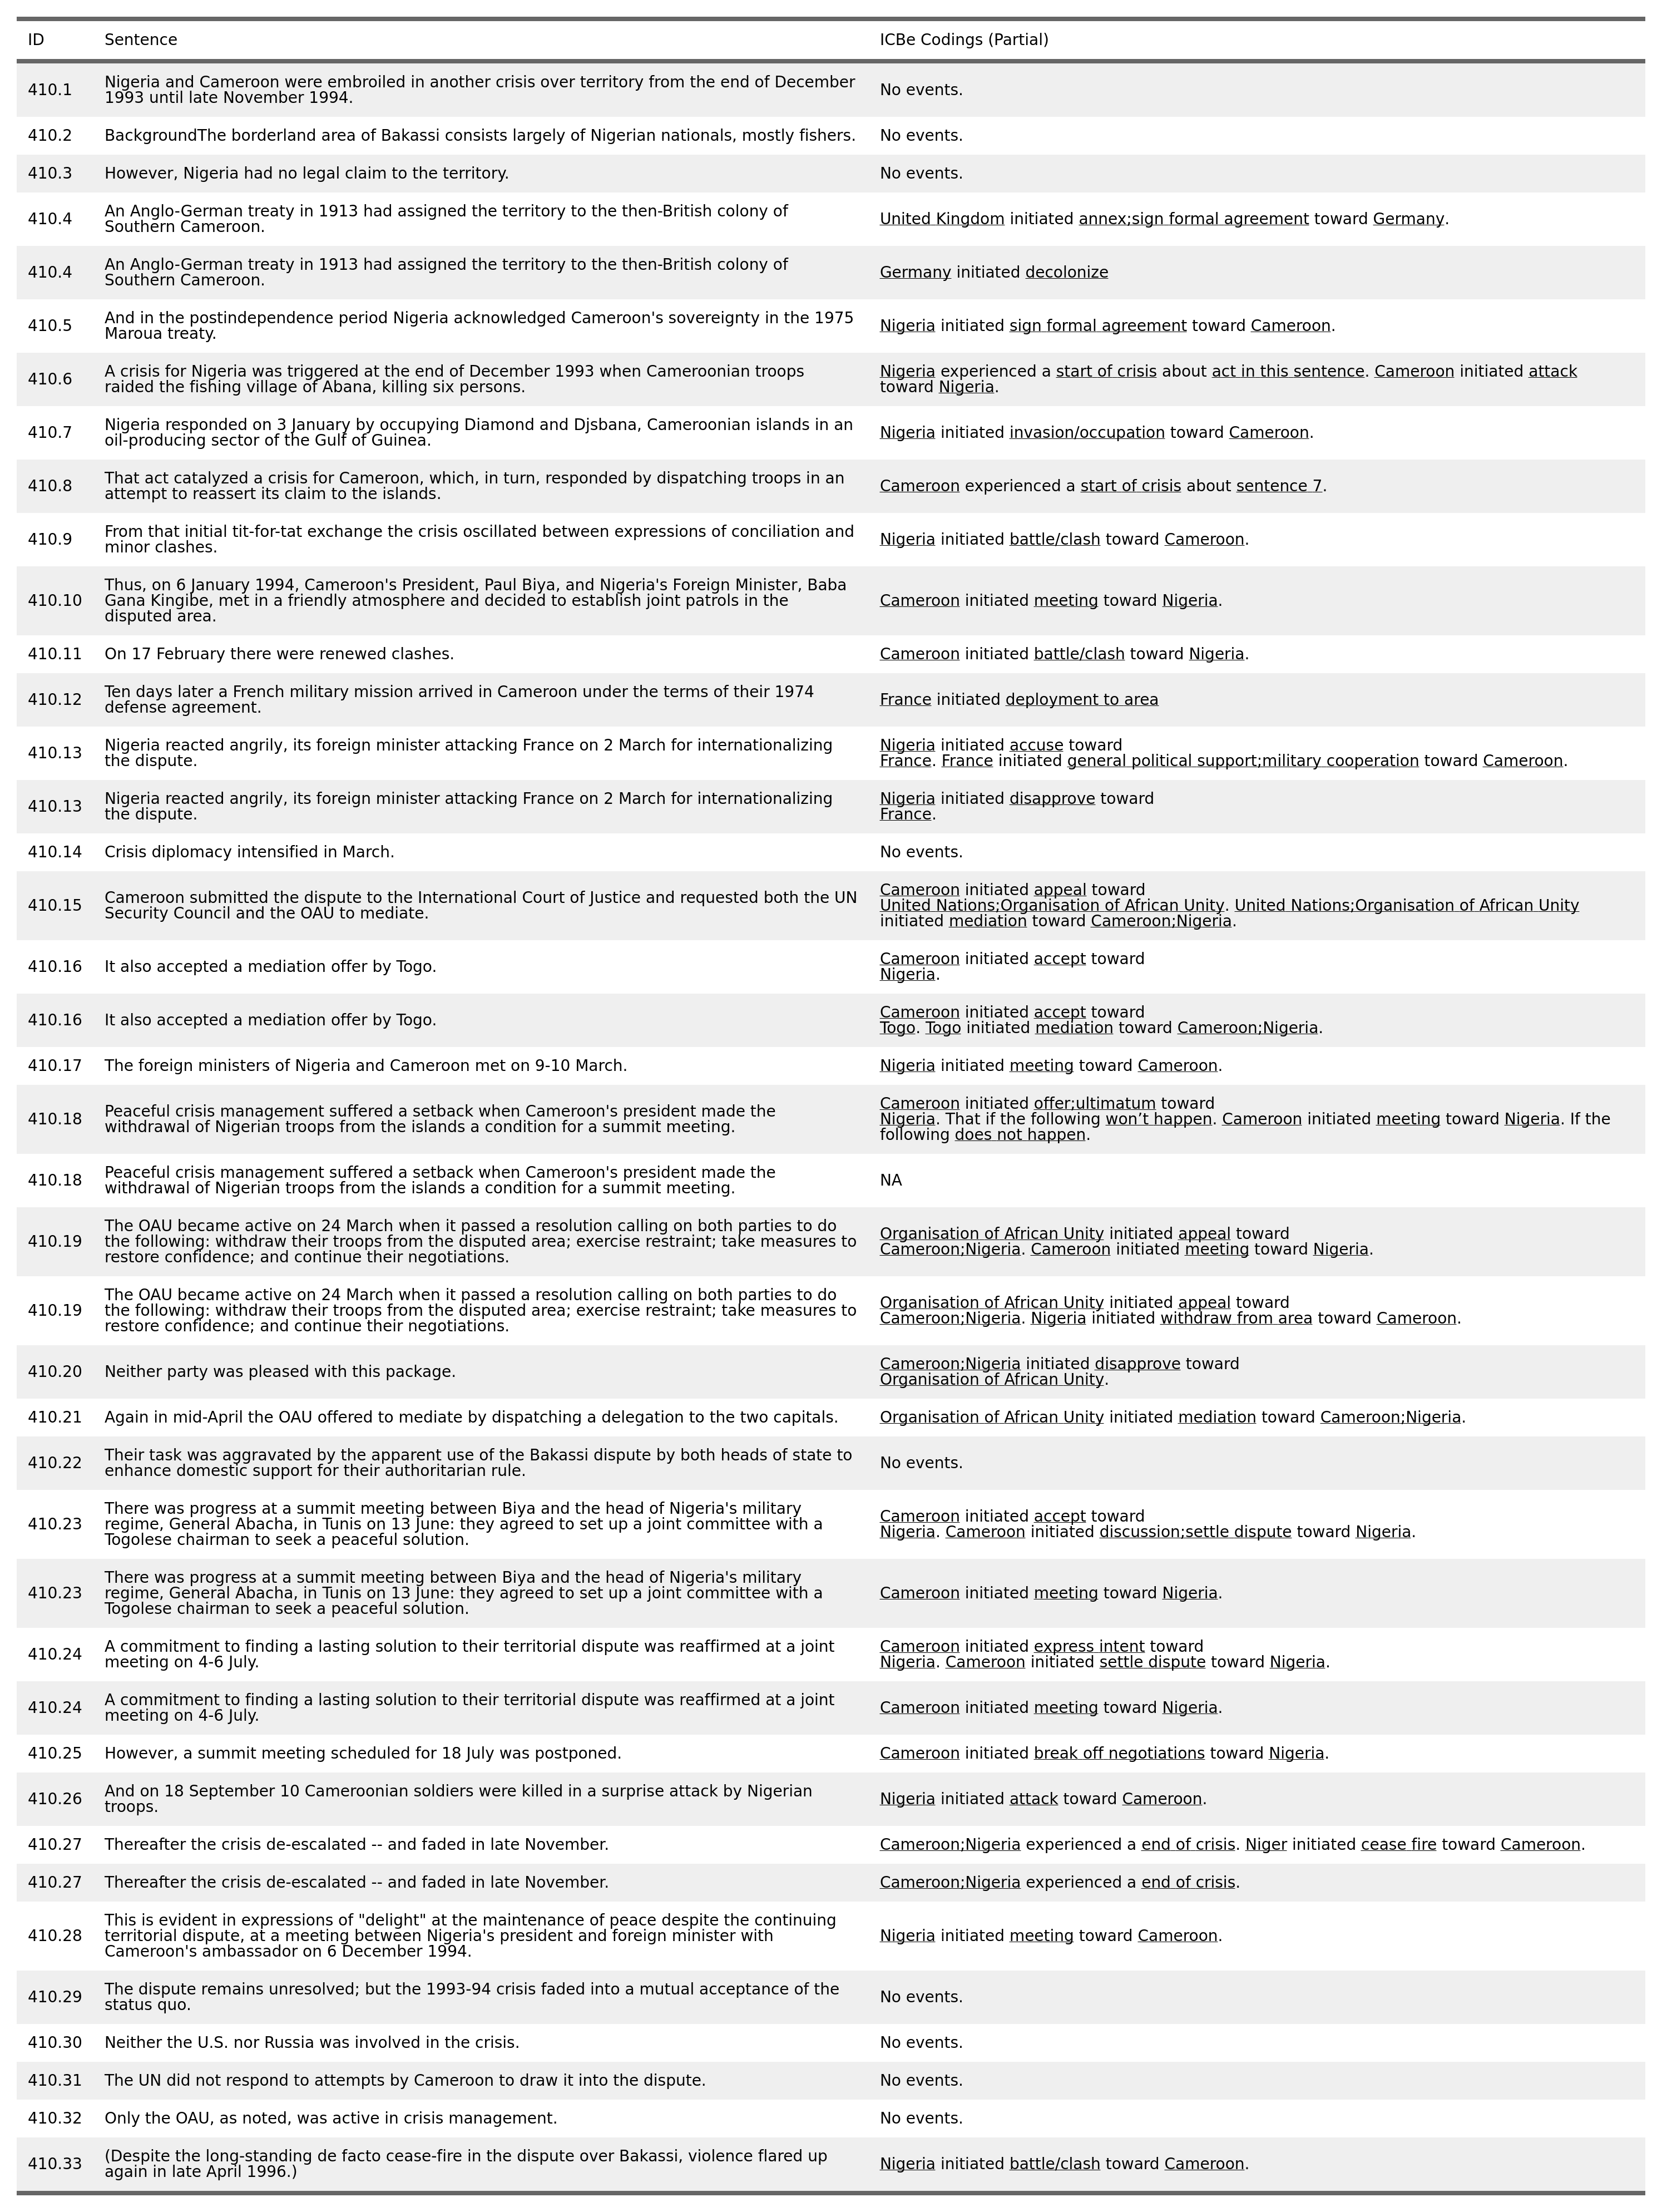 ID Sentence ICBe Codings (Partial)
410.1 Nigeria and Cameroon were embroiled in another crisis over territory from the end of December
1993 until late November 1994. No events.
410.2 BackgroundThe borderland area of Bakassi consists largely of Nigerian nationals, mostly fishers. No events.
410.3 However, Nigeria had no legal claim to the territory. No events.
410.4 An Anglo-German treaty in 1913 had assigned the territory to the then-British colony of
Southern Cameroon. United Kingdom initiated annex;sign formal agreement toward Germany.
410.4 An Anglo-German treaty in 1913 had assigned the territory to the then-British colony of
Southern Cameroon. Germany initiated decolonize
410.5 And in the postindependence period Nigeria acknowledged Cameroon's sovereignty in the 1975
Maroua treaty. Nigeria initiated sign formal agreement toward Cameroon.
410.6 A crisis for Nigeria was triggered at the end of December 1993 when Cameroonian troops
raided the fishing village of Abana, killing six persons.
Nigeria experienced a start of crisis about act in this sentence. Cameroon initiated attack
toward Nigeria.
410.7 Nigeria responded on 3 January by occupying Diamond and Djsbana, Cameroonian islands in an
oil-producing sector of the Gulf of Guinea. Nigeria initiated invasion/occupation toward Cameroon.
410.8 That act catalyzed a crisis for Cameroon, which, in turn, responded by dispatching troops in an
attempt to reassert its claim to the islands. Cameroon experienced a start of crisis about sentence 7.
410.9 From that initial tit-for-tat exchange the crisis oscillated between expressions of conciliation and
minor clashes. Nigeria initiated battle/clash toward Cameroon.
410.10 Thus, on 6 January 1994, Cameroon's President, Paul Biya, and Nigeria's Foreign Minister, Baba
Gana Kingibe, met in a friendly atmosphere and decided to establish joint patrols in the
disputed area. Cameroon initiated meeting toward Nigeria.
410.11 On 17 February there were renewed clashes. Cameroon initiated battle/clash toward Nigeria.
410.12 Ten days later a French military mission arrived in Cameroon under the terms of their 1974
defense agreement. France initiated deployment to area
410.13 Nigeria reacted angrily, its foreign minister attacking France on 2 March for internationalizing
the dispute.
Nigeria initiated accuse toward
France. France initiated general political support;military cooperation toward Cameroon.
410.13 Nigeria reacted angrily, its foreign minister attacking France on 2 March for internationalizing
the dispute.
Nigeria initiated disapprove toward
France.
410.14 Crisis diplomacy intensified in March. No events.
410.15 Cameroon submitted the dispute to the International Court of Justice and requested both the UN
Security Council and the OAU to mediate.
Cameroon initiated appeal toward
United Nations;Organisation of African Unity. United Nations;Organisation of African Unity
initiated mediation toward Cameroon;Nigeria.
410.16 It also accepted a mediation offer by Togo.
Cameroon initiated accept toward
Nigeria.
410.16 It also accepted a mediation offer by Togo.
Cameroon initiated accept toward
Togo. Togo initiated mediation toward Cameroon;Nigeria.
410.17 The foreign ministers of Nigeria and Cameroon met on 9-10 March. Nigeria initiated meeting toward Cameroon.
410.18 Peaceful crisis management suffered a setback when Cameroon's president made the
withdrawal of Nigerian troops from the islands a condition for a summit meeting.
Cameroon initiated offer;ultimatum toward
Nigeria. That if the following won’t happen. Cameroon initiated meeting toward Nigeria. If the
following does not happen.
410.18 Peaceful crisis management suffered a setback when Cameroon's president made the
withdrawal of Nigerian troops from the islands a condition for a summit meeting. NA
410.19 The OAU became active on 24 March when it passed a resolution calling on both parties to do
the following: withdraw their troops from the disputed area; exercise restraint; take measures to
restore confidence; and continue their negotiations.
Organisation of African Unity initiated appeal toward
Cameroon;Nigeria. Cameroon initiated meeting toward Nigeria.
410.19 The OAU became active on 24 March when it passed a resolution calling on both parties to do
the following: withdraw their troops from the disputed area; exercise restraint; take measures to
restore confidence; and continue their negotiations.
Organisation of African Unity initiated appeal toward
Cameroon;Nigeria. Nigeria initiated withdraw from area toward Cameroon.
410.20 Neither party was pleased with this package.
Cameroon;Nigeria initiated disapprove toward
Organisation of African Unity.
410.21 Again in mid-April the OAU offered to mediate by dispatching a delegation to the two capitals. Organisation of African Unity initiated mediation toward Cameroon;Nigeria.
410.22 Their task was aggravated by the apparent use of the Bakassi dispute by both heads of state to
enhance domestic support for their authoritarian rule. No events.
410.23 There was progress at a summit meeting between Biya and the head of Nigeria's military
regime, General Abacha, in Tunis on 13 June: they agreed to set up a joint committee with a
Togolese chairman to seek a peaceful solution.
Cameroon initiated accept toward
Nigeria. Cameroon initiated discussion;settle dispute toward Nigeria.
410.23 There was progress at a summit meeting between Biya and the head of Nigeria's military
regime, General Abacha, in Tunis on 13 June: they agreed to set up a joint committee with a
Togolese chairman to seek a peaceful solution. Cameroon initiated meeting toward Nigeria.
410.24 A commitment to finding a lasting solution to their territorial dispute was reaffirmed at a joint
meeting on 4-6 July.
Cameroon initiated express intent toward
Nigeria. Cameroon initiated settle dispute toward Nigeria.
410.24 A commitment to finding a lasting solution to their territorial dispute was reaffirmed at a joint
meeting on 4-6 July. Cameroon initiated meeting toward Nigeria.
410.25 However, a summit meeting scheduled for 18 July was postponed. Cameroon initiated break off negotiations toward Nigeria.
410.26 And on 18 September 10 Cameroonian soldiers were killed in a surprise attack by Nigerian
troops. Nigeria initiated attack toward Cameroon.
410.27 Thereafter the crisis de-escalated -- and faded in late November. Cameroon;Nigeria experienced a end of crisis. Niger initiated cease fire toward Cameroon.
410.27 Thereafter the crisis de-escalated -- and faded in late November. Cameroon;Nigeria experienced a end of crisis.
410.28 This is evident in expressions of "delight" at the maintenance of peace despite the continuing
territorial dispute, at a meeting between Nigeria's president and foreign minister with
Cameroon's ambassador on 6 December 1994. Nigeria initiated meeting toward Cameroon.
410.29 The dispute remains unresolved; but the 1993-94 crisis faded into a mutual acceptance of the
status quo. No events.
410.30 Neither the U.S. nor Russia was involved in the crisis. No events.
410.31 The UN did not respond to attempts by Cameroon to draw it into the dispute. No events.
410.32 Only the OAU, as noted, was active in crisis management. No events.
410.33 (Despite the long-standing de facto cease-fire in the dispute over Bakassi, violence flared up
again in late April 1996.) Nigeria initiated battle/clash toward Cameroon.